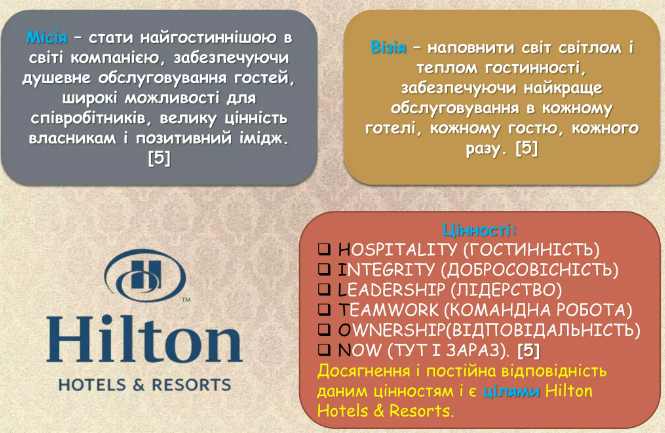 Місія – стати найгостиннішою в
світі компанією, забезпечуючи
душевне обслуговування гостей,
широкі можливості для
співробітників, велику цінність
власникам і позитивний імідж.
[5]
Візія – наповнити світ світлом і
теплом гостинності,
забезпечуючи найкраще
обслуговування в кожному
готелі, кожному гостю, кожного
разу. [5]
Цінності:
❑ HOSPITALITY (ГОСТИННІСТЬ)
❑ INTEGRITY (ДОБРОСОВІСНІСТЬ)
❑ LEADERSHIP (ЛІДЕРСТВО)
❑ TEAMWORK (КОМАНДНА РОБОТА)
❑ OWNERSHIP(ВІДПОВІДАЛЬНІСТЬ)
❑ NOW (ТУТ І ЗАРАЗ). [5]
Досягнення і постійна відповідність
даним цінностям і є цілями Hilton
Hotels & Resorts.
H
TM
Hilton
HOTELS & RESORTS